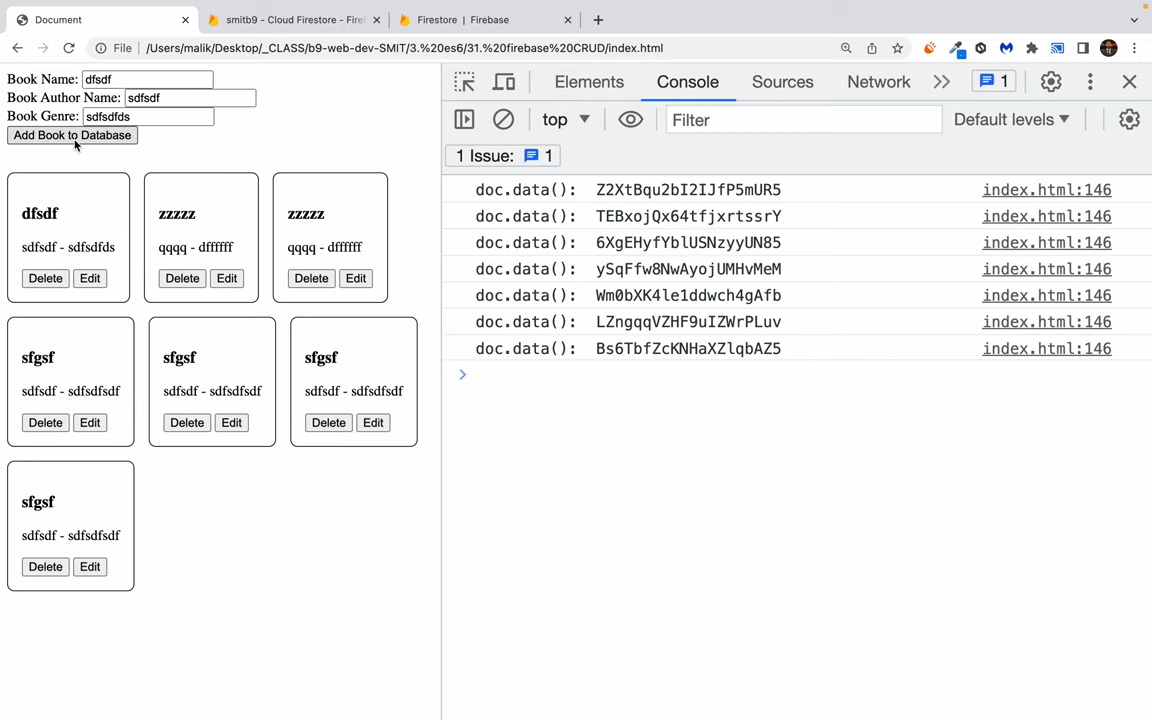 Document
smitb9 - Cloud Firestore - Fire
Firestore | Firebase
File /Users/malik/Desktop/_CLASS/b9-web-dev-SMIT/3.%20es6/31.%20firebase%20CRUD/index.html
Book Name: dfsdf
Book Author Name: sdfsdf
Book Genre: sdfsdfds
Add Book to Database
dfsdf
sdfsdf - sdfsdfds
Delete Edit
zzzzz
qqqq - dffffff
Delete Edit
zzzzz
qqqq - dffffff
Delete Edit
sfgsf
sdfsdf - sdfsdfsdf
Delete Edit
sfgsf
sdfsdf - sdfsdfsdf
Delete Edit
sfgsf
sdfsdf - sdfsdfsdf
Delete Edit
sfgsf
sdfsdf - sdfsdfsdf
Delete Edit
Elements Console Sources Network 1
top Filter Default levels
1 Issue: 1
doc.data(): Z2XtBqu2bI2IJfP5mUR5 index.html:146
doc.data(): TEBxojQx64tfjxrtssrY index.html:146
doc.data(): 6XgEHyfYblUSNzyyUN85 index.html:146
doc.data(): ySqFfw8NwAyojUMHvMeM index.html:146
doc.data(): Wm0bXK4le1ddwch4gAfb index.html:146
doc.data(): LZngqqVZHF9uIZWrPLuv index.html:146
doc.data(): Bs6TbfZcKNHaXZlqbAZ5 index.html:146